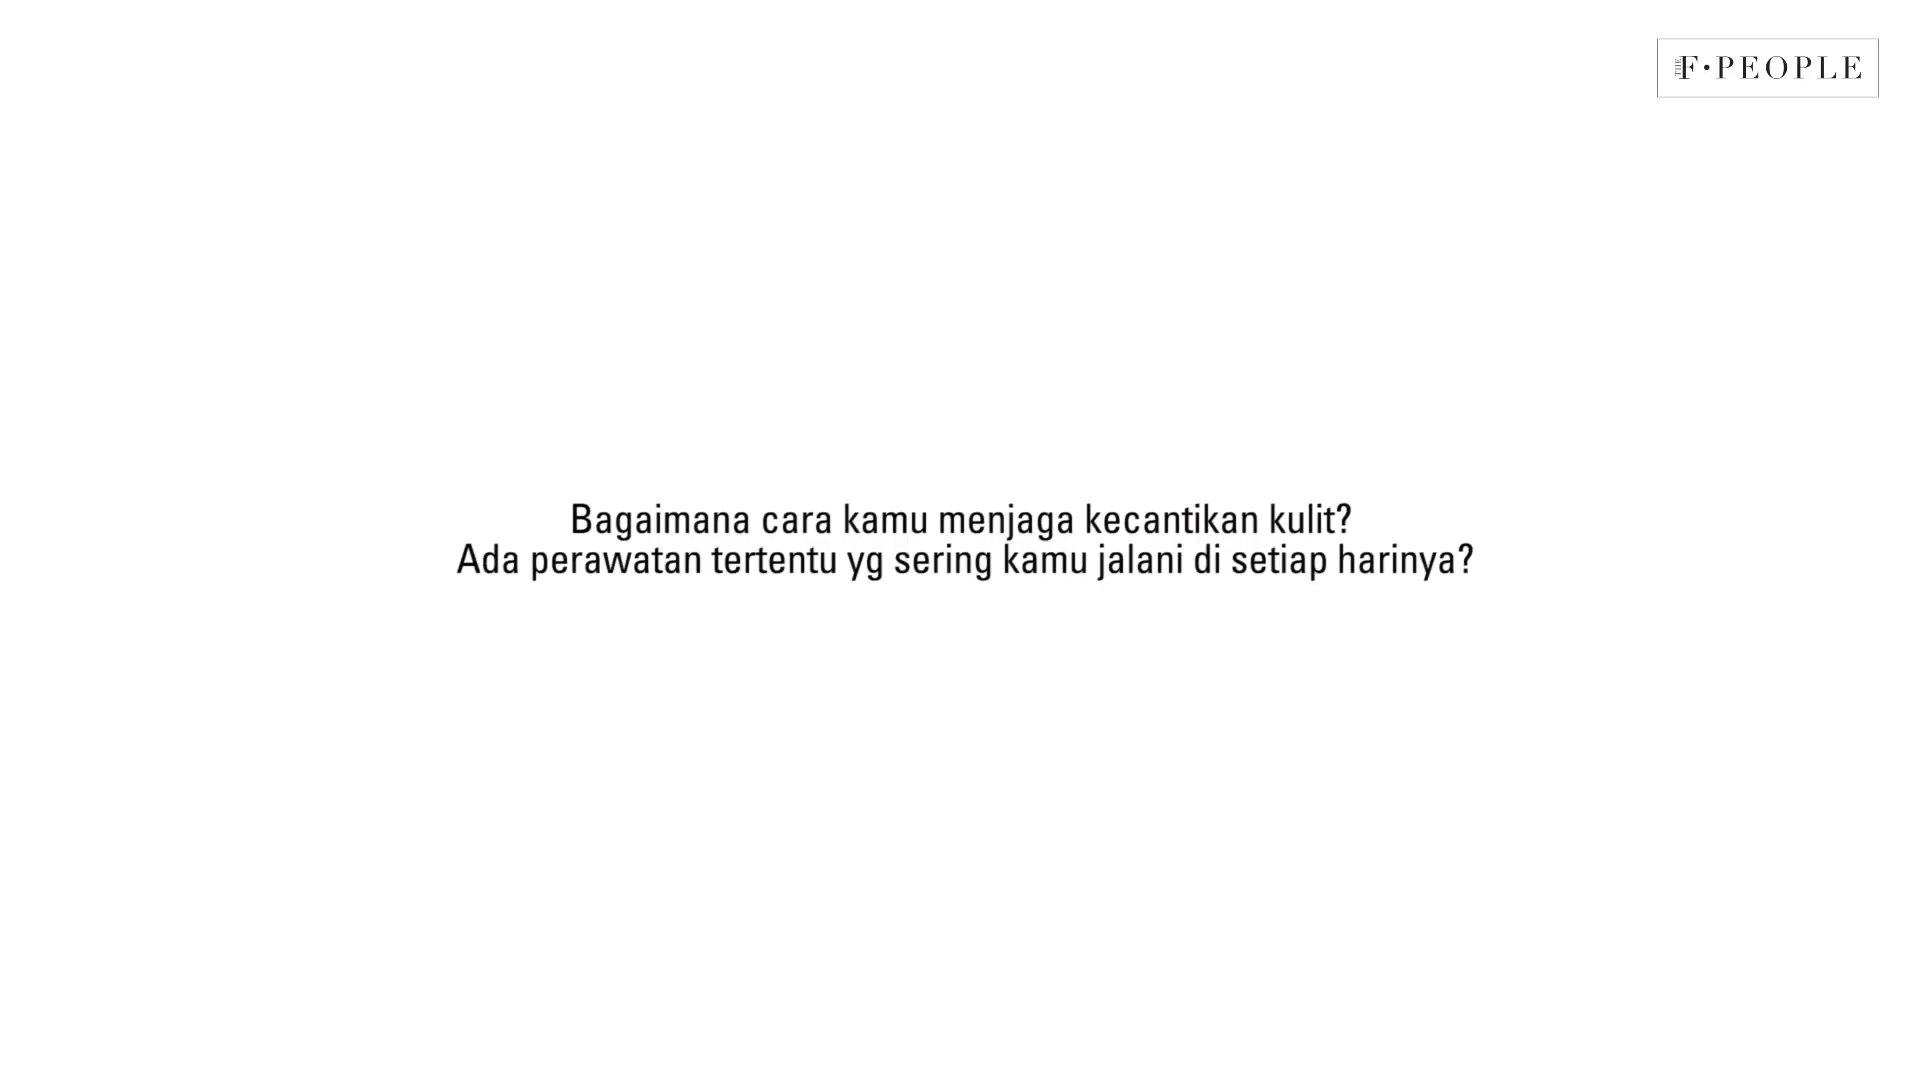 THE F·PEOPLE
Bagaimana cara kamu menjaga kecantikan kulit?
Ada perawatan tertentu yg sering kamu jalani di setiap harinya?